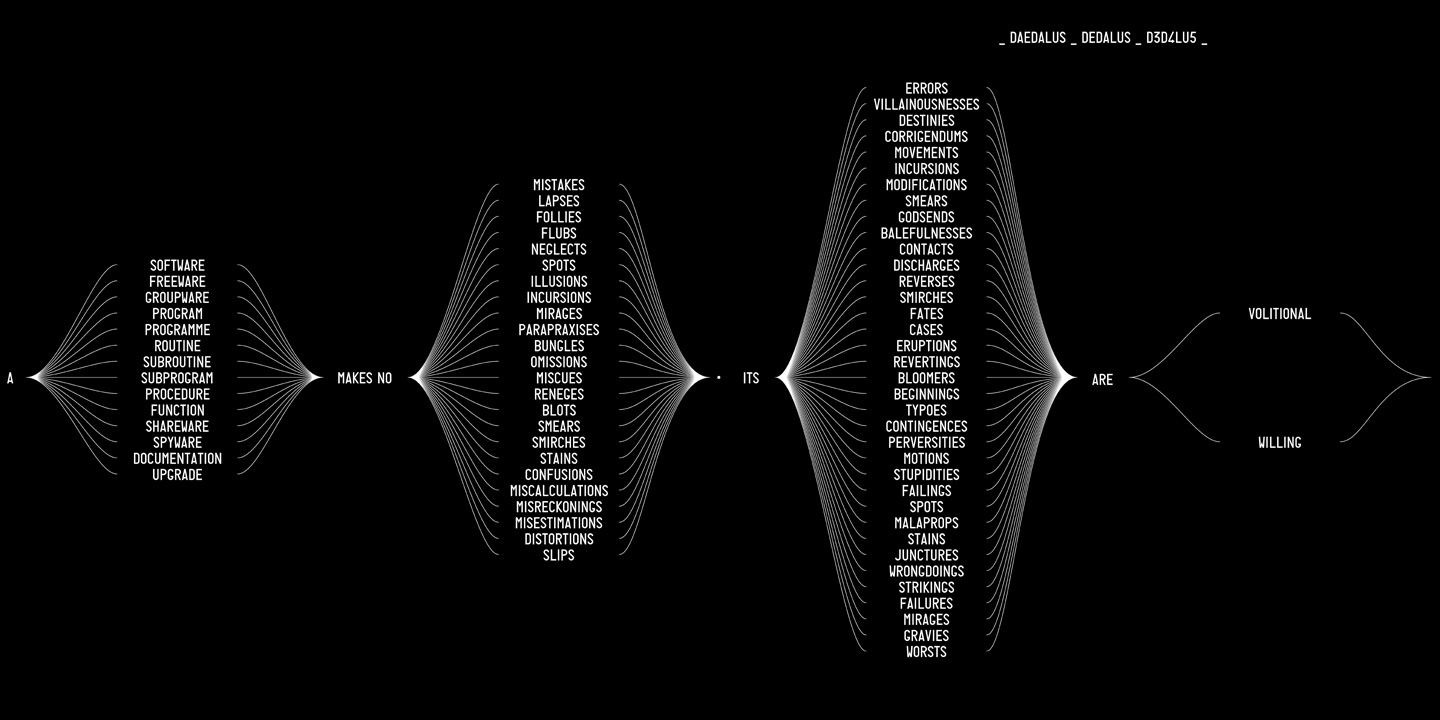 _ DAEDALUS _ DEDALUS _ D3D4LU5 _
A
SOFTWARE
FREEWARE
GROUPWARE
PROGRAM
PROGRAMME
ROUTINE
SUBROUTINE
SUBPROGRAM
PROCEDURE
FUNCTION
SHAREWARE
SPYWARE
DOCUMENTATION
UPGRADE
MAKES NO
MISTAKES
LAPSES
FOLLIES
FLUBS
NEGLECTS
SPOTS
ILLUSIONS
INCURSIONS
MIRAGES
PARAPRAXISES
BUNGLES
OMISSIONS
MISCUES
RENEGES
BLOTS
SMEARS
SMIRCHES
STAINS
CONFUSIONS
MISCALCULATIONS
MISRECKONINGS
MISESTIMATIONS
DISTORTIONS
SLIPS
.
ITS
ERRORS
VILLAINOUSNESSES
DESTINIES
CORRIGENDUMS
MOVEMENTS
INCURSIONS
MODIFICATIONS
SMEARS
GODSENDS
BALEFULNESSES
CONTACTS
DISCHARGES
REVERSES
SMIRCHES
FATES
CASES
ERUPTIONS
REVERTINGS
BLOOMERS
BEGINNINGS
TYPOES
CONTINGENCES
PERVERSITIES
MOTIONS
STUPIDITIES
FAILINGS
SPOTS
MALAPROPS
STAINS
JUNCTURES
WRONGDOINGS
STRIKINGS
FAILURES
MIRAGES
GRAVIES
WORSTS
ARE
VOLITIONAL
WILLING